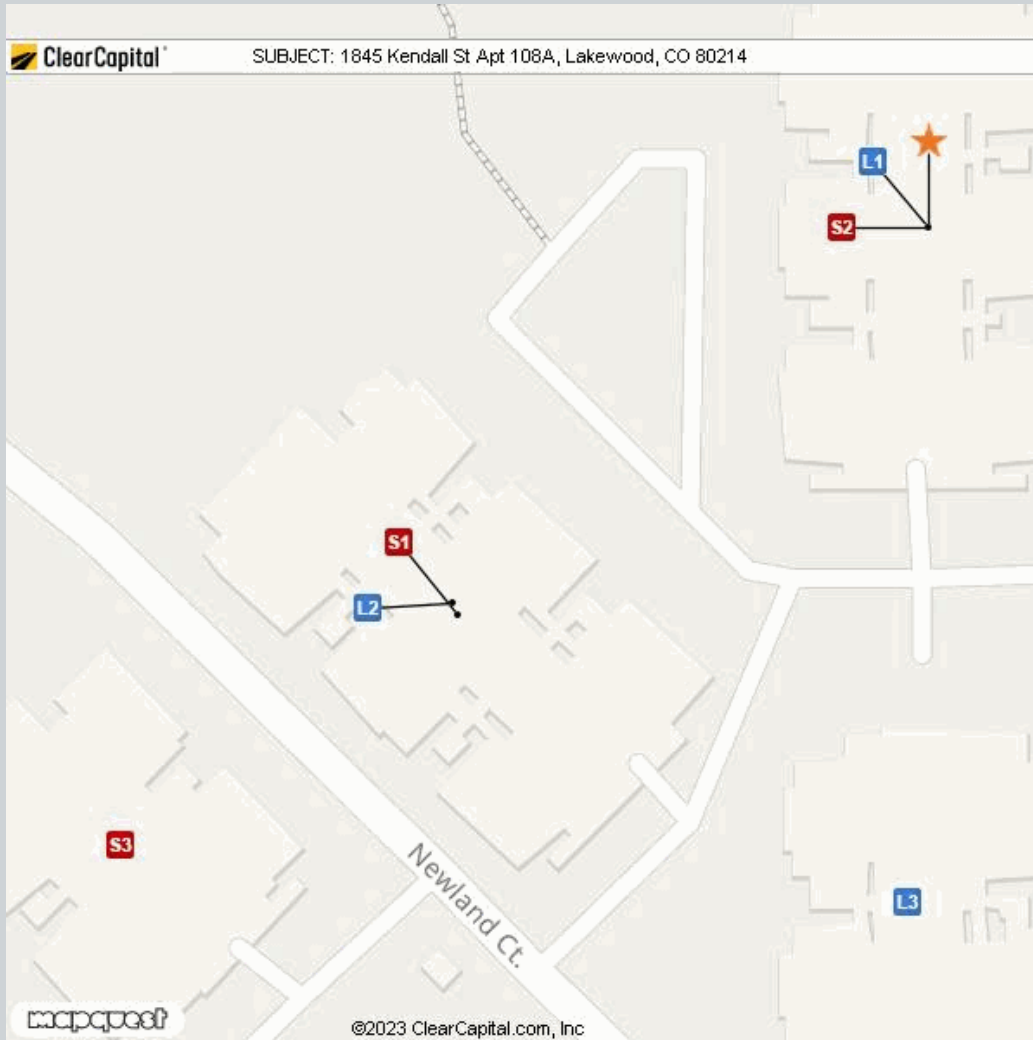 ClearCapital
SUBJECT: 1845 Kendall St Apt 108A, Lakewood, CO 80214
L1
S2
S1
L2
S3
L3
Newland Ct.
mapquest
©2023 ClearCapital.com, Inc